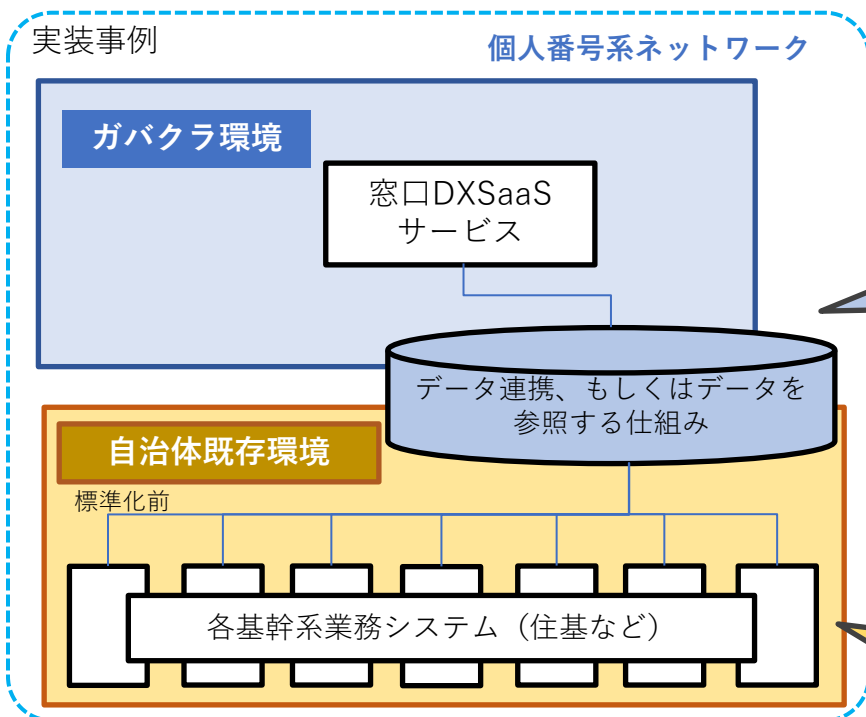 実装事例
個人番号系ネットワーク
ガバクラ環境
窓口DXSaaS
サービス
データ連携、もしくはデータを
参照する仕組み
自治体既存環境
標準化前
各基幹系業務システム（住基など）